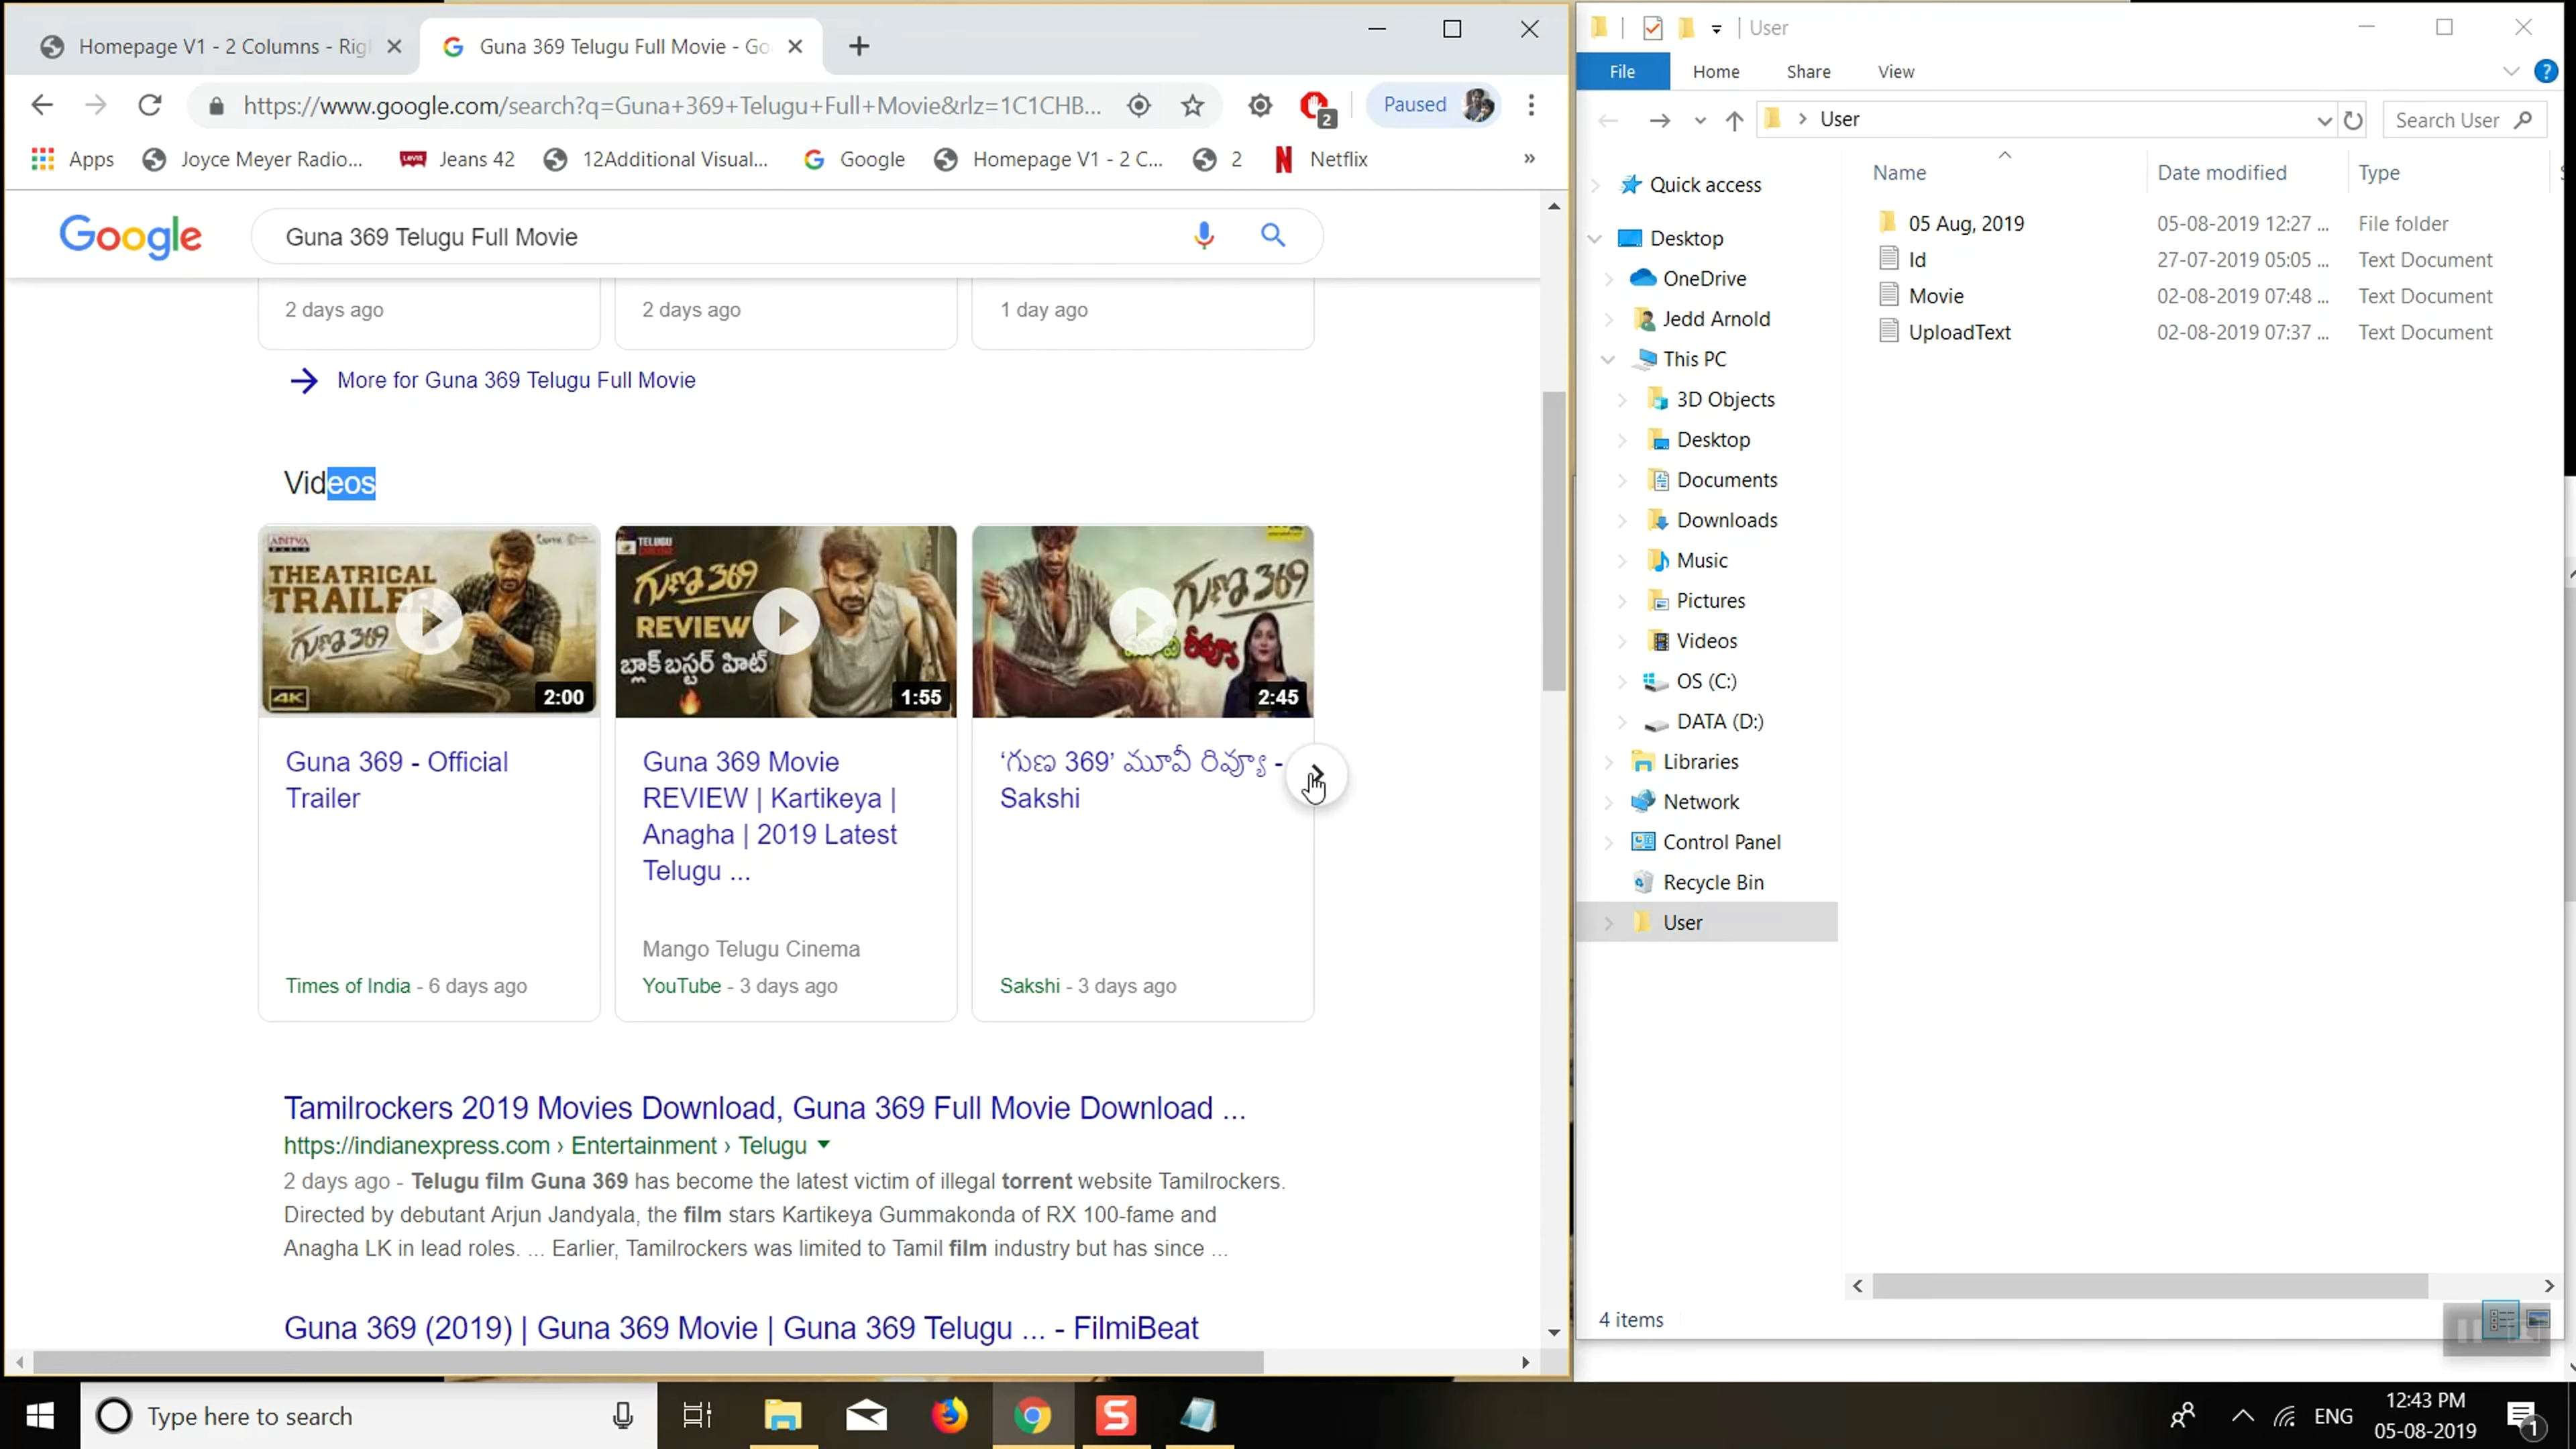 Homepage V1 - 2 Columns - Rig
Guna 369 Telugu Full Movie - Go
https://www.google.com/search?q=Guna+369+Telugu+Full+Movie&rlz=1C1CHB...
2
Paused
Apps
Joyce Meyer Radio...
Levi's
Jeans 42
12Additional Visual...
Google
Homepage V1 - 2 C...
2
Netflix
»
Google
Guna 369 Telugu Full Movie
2 days ago
2 days ago
1 day ago
More for Guna 369 Telugu Full Movie
Videos
ADITYA
THEATRICAL
TRAILER
గుణ 369
4K
2:00
TELUGU
గుణ 369
REVIEW
బ్లాక్ బస్టర్ హిట్
1:55
గుణ 369
మూవీ రివ్యూ
2:45
Guna 369 - Official
Trailer
Times of India - 6 days ago
Guna 369 Movie
REVIEW | Kartikeya |
Anagha | 2019 Latest
Telugu ...
Mango Telugu Cinema
YouTube - 3 days ago
‘గుణ 369’ మూవీ రివ్యూ -
Sakshi
Sakshi - 3 days ago
Tamilrockers 2019 Movies Download, Guna 369 Full Movie Download ...
https://indianexpress.com › Entertainment › Telugu
2 days ago - Telugu film Guna 369 has become the latest victim of illegal torrent website Tamilrockers.
Directed by debutant Arjun Jandyala, the film stars Kartikeya Gummakonda of RX 100-fame and
Anagha LK in lead roles. ... Earlier, Tamilrockers was limited to Tamil film industry but has since ...
Guna 369 (2019) | Guna 369 Movie | Guna 369 Telugu ... - FilmiBeat
User
File
Home
Share
View
User
Search User
Name
Date modified
Type
05 Aug, 2019
05-08-2019 12:27 ...
File folder
Id
27-07-2019 05:05 ...
Text Document
Movie
02-08-2019 07:48 ...
Text Document
UploadText
02-08-2019 07:37 ...
Text Document
Quick access
Desktop
OneDrive
Jedd Arnold
This PC
3D Objects
Desktop
Documents
Downloads
Music
Pictures
Videos
OS (C:)
DATA (D:)
Libraries
Network
Control Panel
Recycle Bin
User
4 items
Type here to search
ENG
12:43 PM
05-08-2019
1